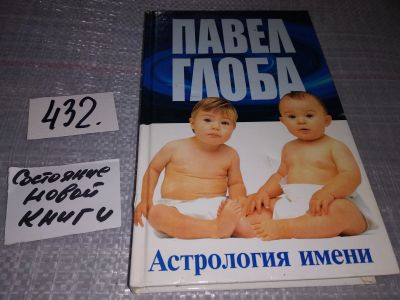 ПАВЕЛ
ГЛОБА
432.
Состояние
новой
книги
Астрология имени